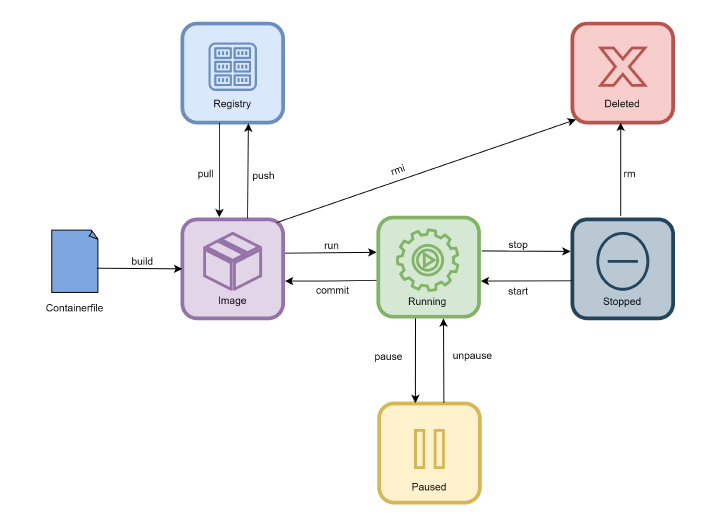 Registry
Deleted
pull
push
rmi
rm
build
Containerfile
Image
run
commit
Running
stop
start
Stopped
pause
unpause
Paused